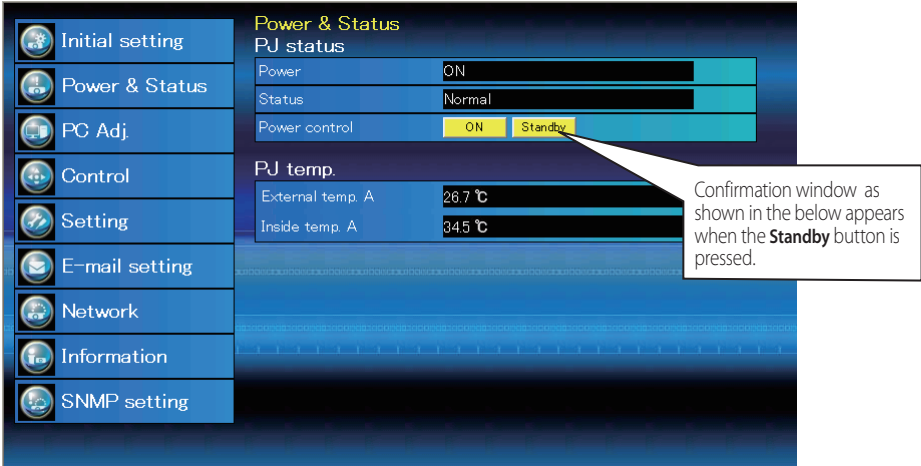 Initial setting
Power & Status
PC Adj.
Control
Setting
E-mail setting
Network
Information
SNMP setting
Power & Status
PJ status
Power ON
Status Normal
Power control ON Standby
PJ temp.
External temp. A 26.7 ℃
Inside temp. A 34.5 ℃
Confirmation window as
shown in the below appears
when the Standby button is
pressed.